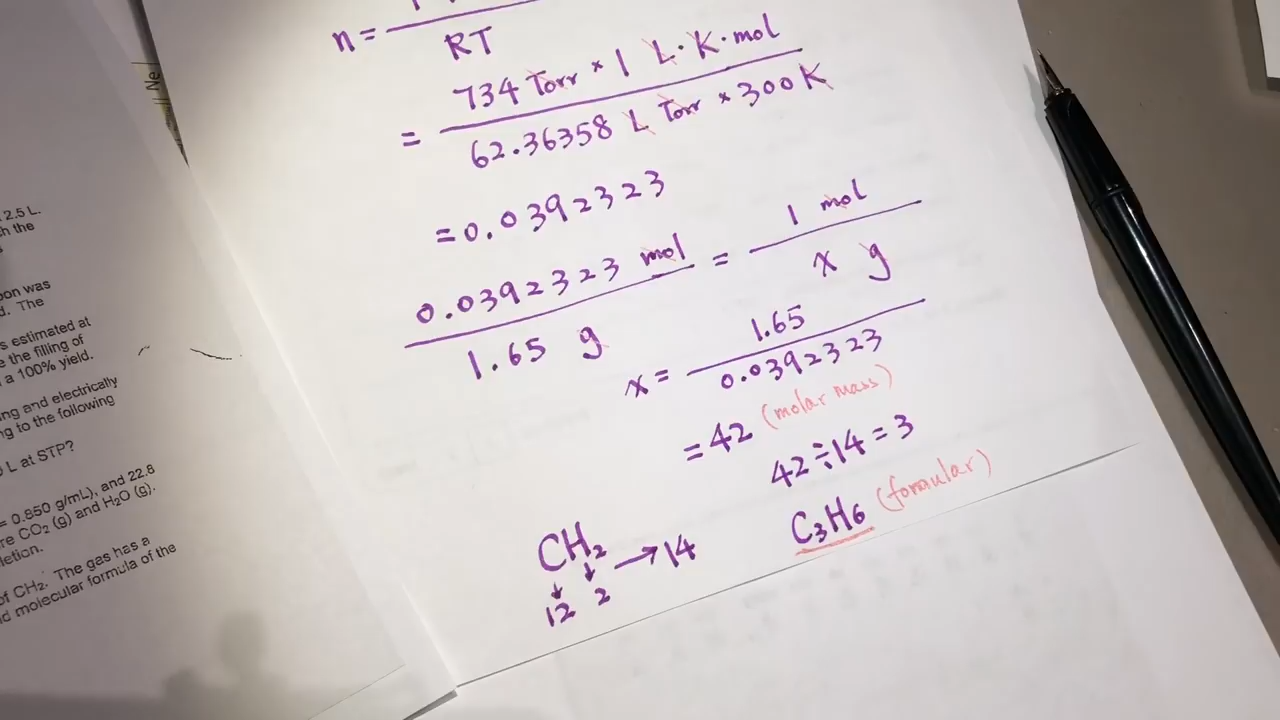 n =
RT
= 734 Torr × 1 L·K·mol
62.36358 L Torr × 300 K
= 0.0392323
0.0392323 mol = 1 mol
1.65 g x g
x = 1.65
0.0392323
= 42 (molar mass)
42 ÷ 14 = 3
CH₂ → 14
12 2
C₃H₆ (formular)
2.5 L.
h the
on was
d. The
s estimated at
e the filling of
a 100% yield.
ng and electrically
ng to the following
L at STP?
= 0.850 g/mL), and 22.8
re CO₂ (g) and H₂O (g).
letion.
of CH₂. The gas has a
d molecular formula of the